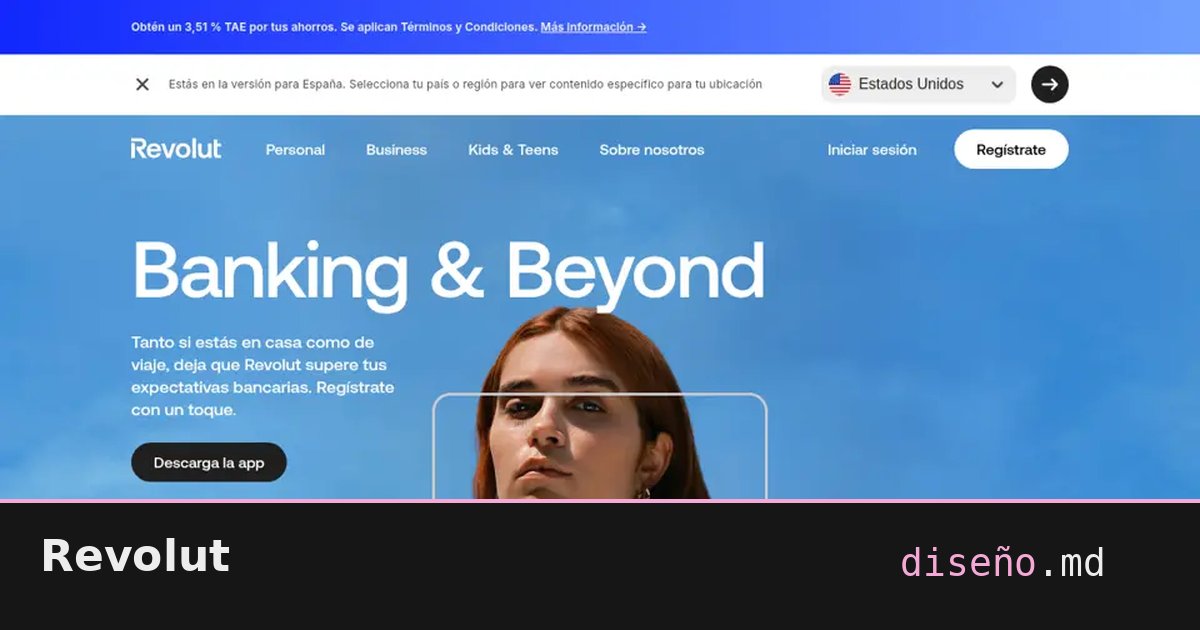 Obtén un 3,51 % TAE por tus ahorros. Se aplican Términos y Condiciones. Más información →
Estás en la versión para España. Selecciona tu país o región para ver contenido específico para tu ubicación
Estados Unidos
Revolut
Personal
Business
Kids & Teens
Sobre nosotros
Iniciar sesión
Regístrate
Banking & Beyond
Tanto si estás en casa como de
viaje, deja que Revolut supere tus
expectativas bancarias. Regístrate
con un toque.
Descarga la app
Revolut
diseño.md